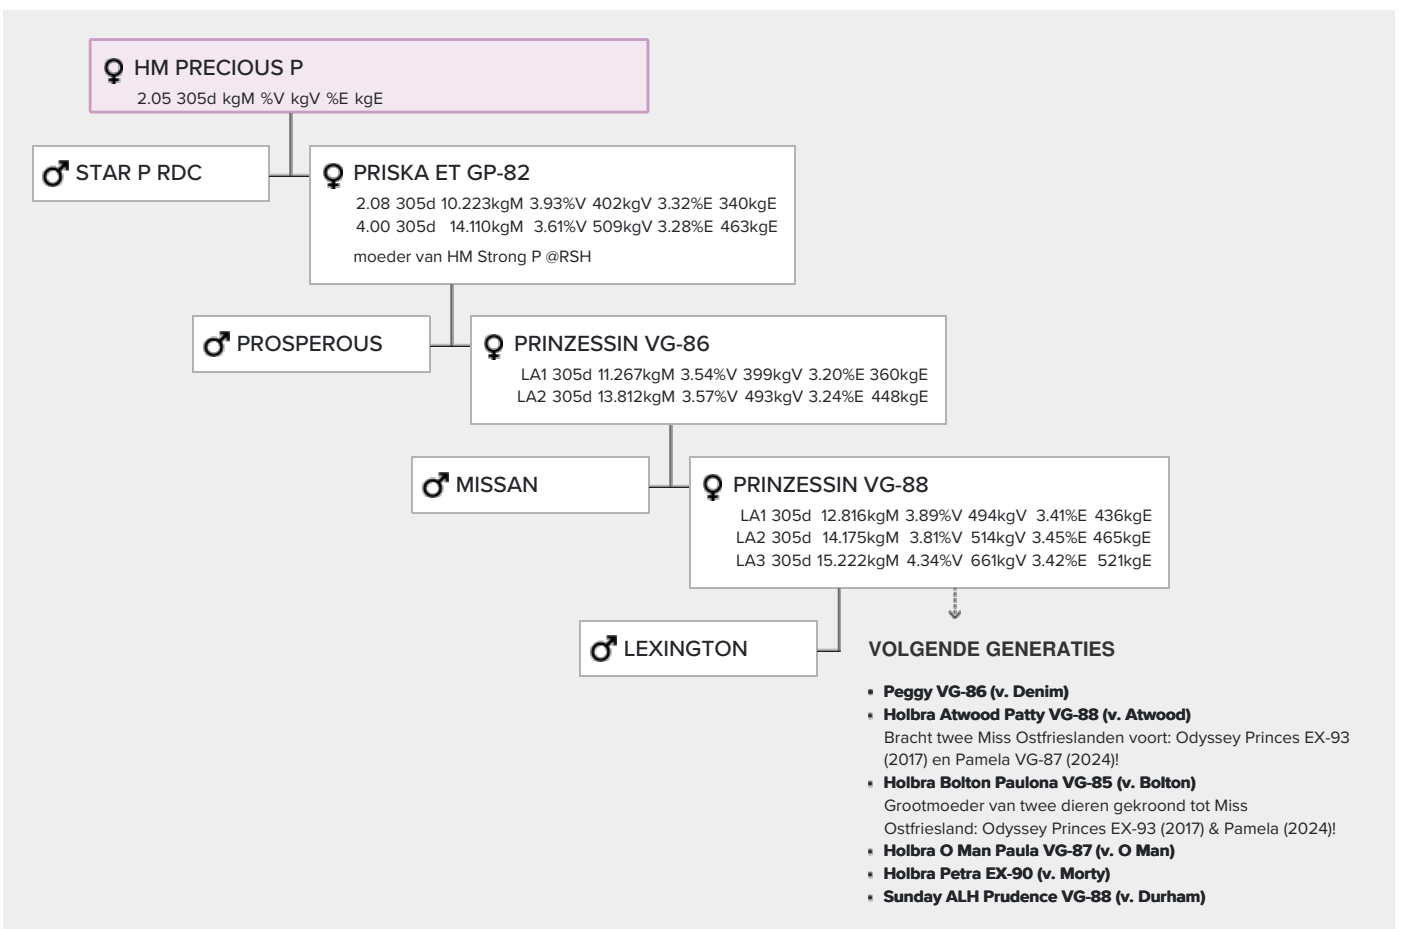 HM PRECIOUS P
2.05 305d kgM %V kgV %E kgE
STAR P RDC
PRISKA ET GP-82
2.08 305d 10.223kgM 3.93%V 402kgV 3.32%E 340kgE
4.00 305d 14.110kgM 3.61%V 509kgV 3.28%E 463kgE
moeder van HM Strong P @RSH
PROSPEROUS
PRINZESSIN VG-86
LA1 305d 11.267kgM 3.54%V 399kgV 3.20%E 360kgE
LA2 305d 13.812kgM 3.57%V 493kgV 3.24%E 448kgE
MISSAN
PRINZESSIN VG-88
LA1 305d 12.816kgM 3.89%V 494kgV 3.41%E 436kgE
LA2 305d 14.175kgM 3.81%V 514kgV 3.45%E 465kgE
LA3 305d 15.222kgM 4.34%V 661kgV 3.42%E 521kgE
LEXINGTON
VOLGENDE GENERATIES
Peggy VG-86 (v. Denim)
Holbra Atwood Patty VG-88 (v. Atwood)
Bracht twee Miss Ostfrieslanden voort: Odyssey Princes EX-93
(2017) en Pamela VG-87 (2024)!
Holbra Bolton Paulona VG-85 (v. Bolton)
Grootmoeder van twee dieren gekroond tot Miss
Ostfriesland: Odyssey Princes EX-93 (2017) & Pamela (2024)!
Holbra O Man Paula VG-87 (v. O Man)
Holbra Petra EX-90 (v. Morty)
Sunday ALH Prudence VG-88 (v. Durham)